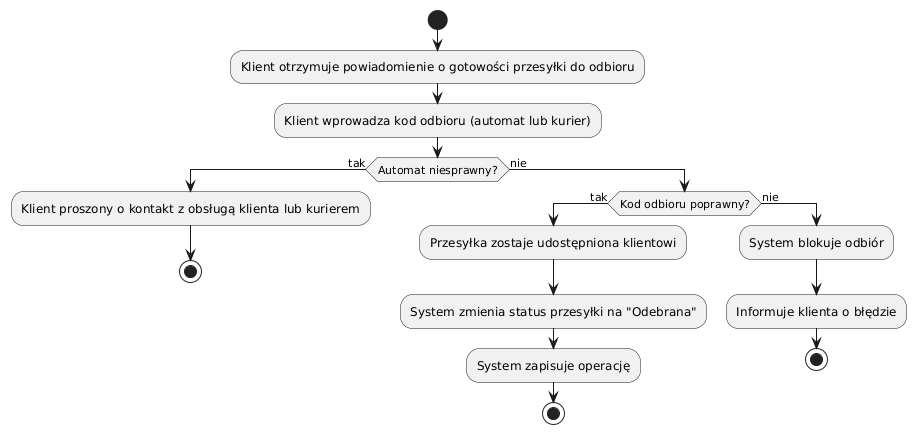 Klient otrzymuje powiadomienie o gotowości przesyłki do odbioru
Klient wprowadza kod odbioru (automat lub kurier)
tak
Automat niesprawny?
nie
Klient proszony o kontakt z obsługą klienta lub kurierem
tak
Kod odbioru poprawny?
nie
Przesyłka zostaje udostępniona klientowi
System blokuje odbiór
System zmienia status przesyłki na "Odebrana"
Informuje klienta o błędzie
System zapisuje operację